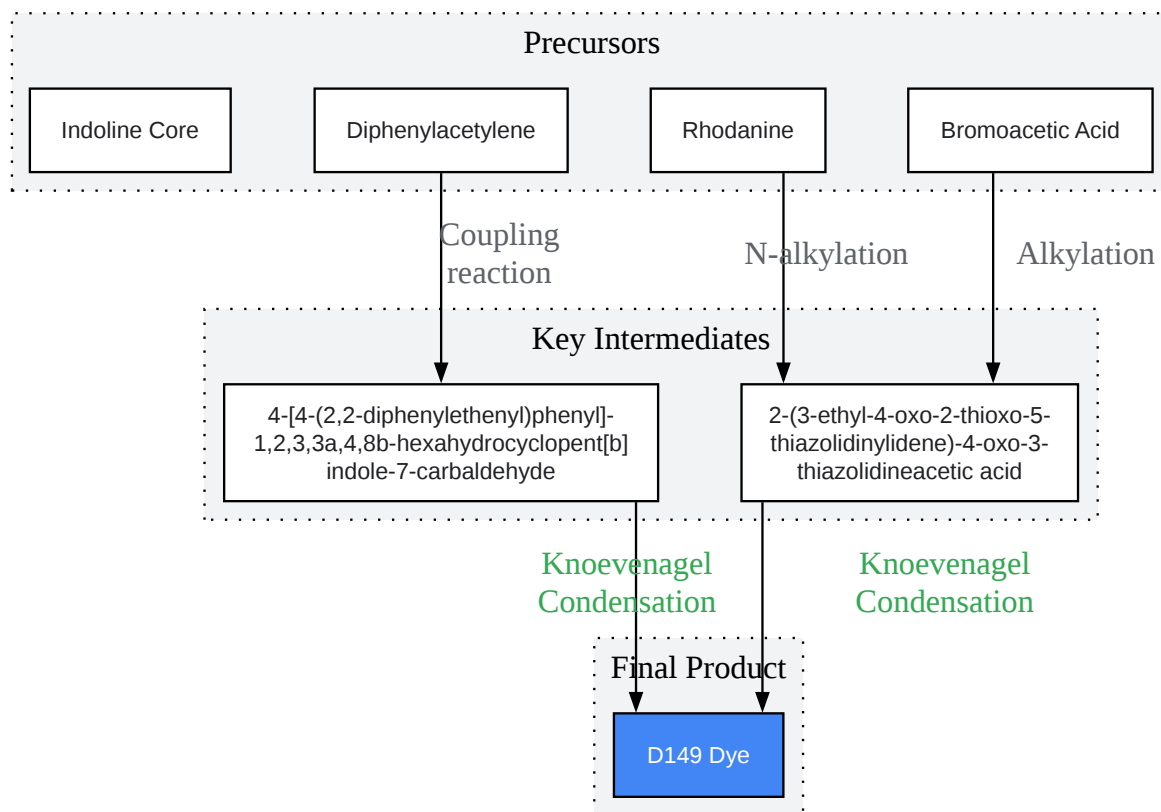 Precursors
Indoline Core
Diphenylacetylene
Rhodanine
Bromoacetic Acid
Coupling
reaction
N-alkylation
Alkylation
Key Intermediates
4-[4-(2,2-diphenylethenyl)phenyl]-
1,2,3,3a,4,8b-hexahydrocyclopent[b]
indole-7-carbaldehyde
2-(3-ethyl-4-oxo-2-thioxo-5-
thiazolidinylidene)-4-oxo-3-
thiazolidineacetic acid
Knoevenagel
Condensation
Knoevenagel
Condensation
Final Product
D149 Dye